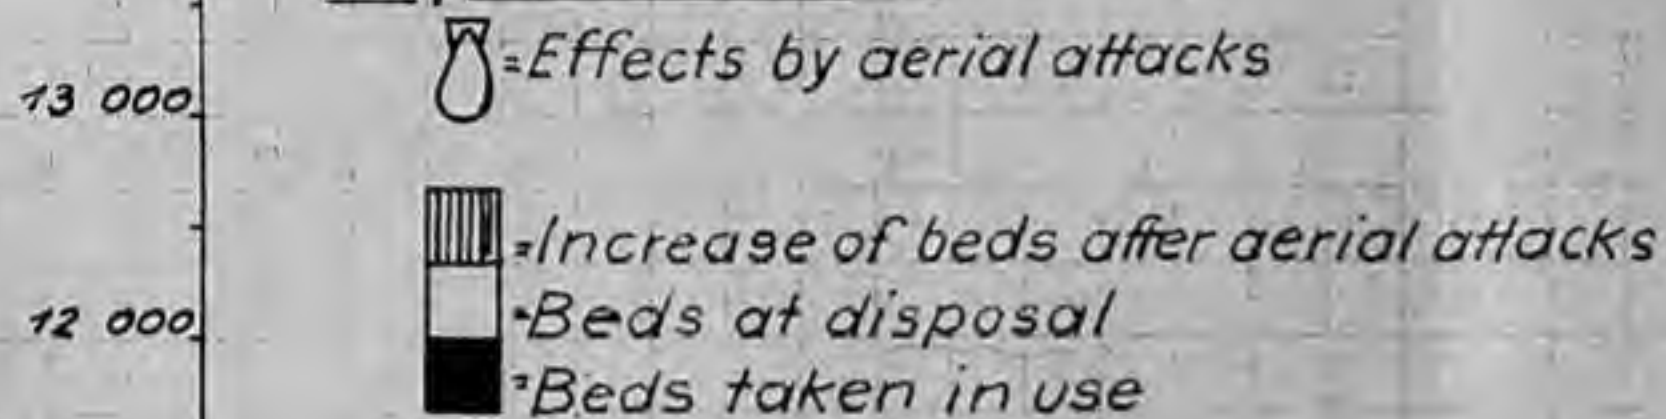 =Effects by aerial attacks
13 000
=Increase of beds after aerial attacks
12 000
=Beds at disposal
=Beds taken in use